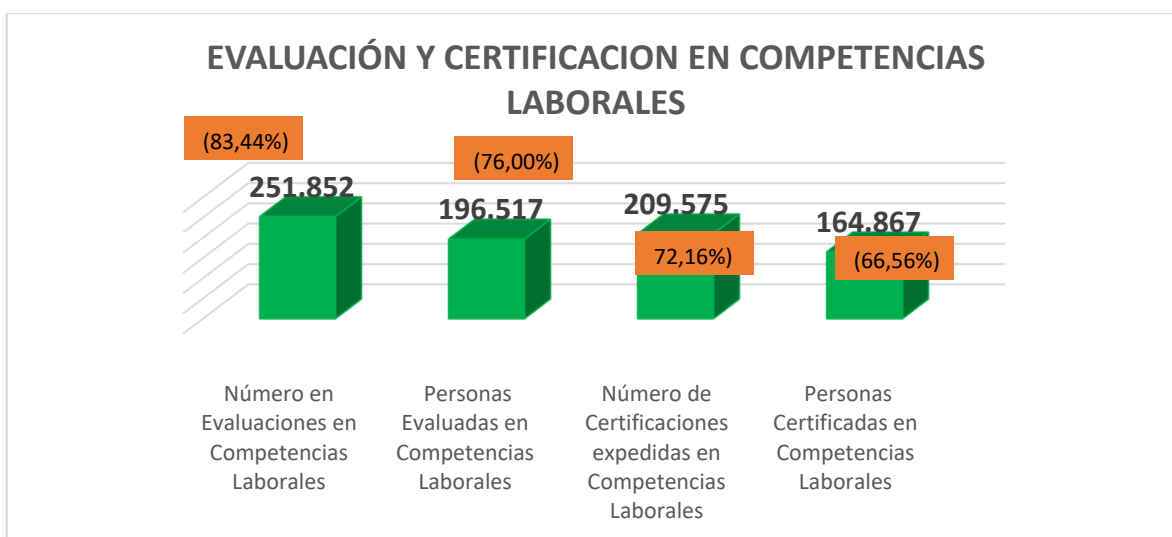 EVALUACIÓN Y CERTIFICACION EN COMPETENCIAS
LABORALES
(83,44%)
(76,00%)
251.852
196.517
209.575
164.867
72,16%)
(66,56%)
Número en
Evaluaciones en
Competencias
Laborales
Personas
Evaluadas en
Competencias
Laborales
Número de
Certificaciones
expedidas en
Competencias
Laborales
Personas
Certificadas en
Competencias
Laborales